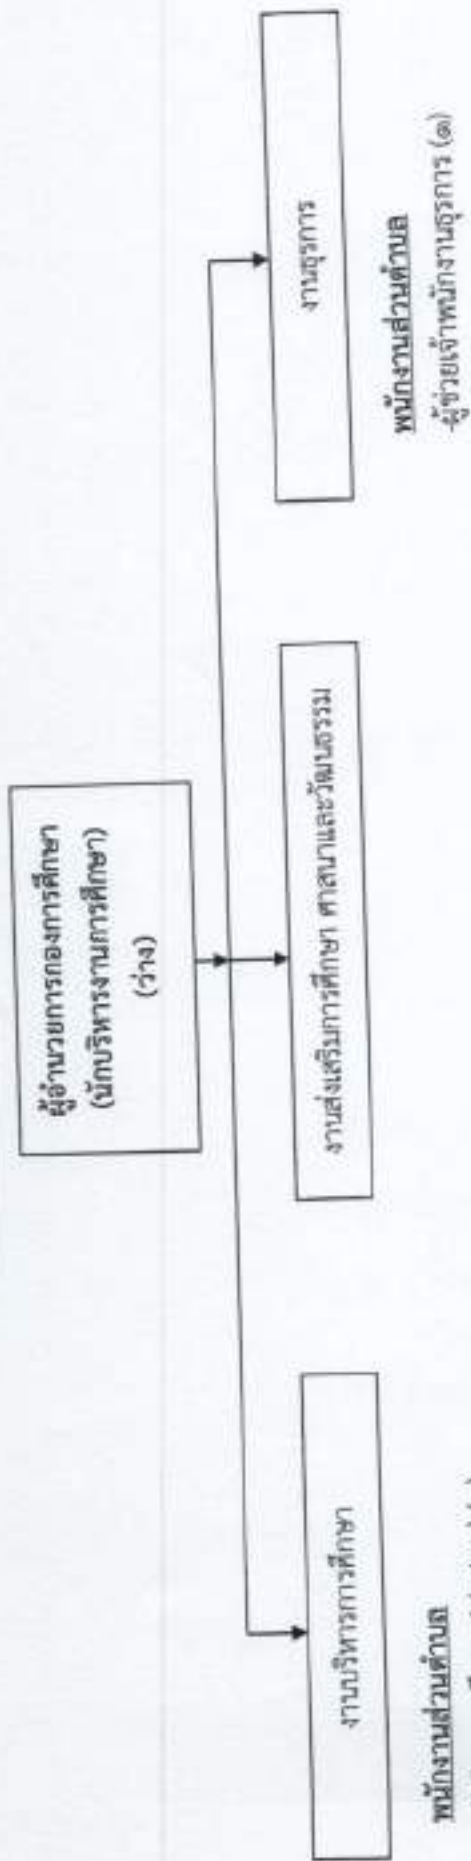 ผู้อำนวยการกองการศึกษา
(นักบริหารงานการศึกษา)
(ว่าง)
งานบริหารการศึกษา
งานส่งเสริมการศึกษา ศาสนาและวัฒนธรรม
งานธุรการ
พนักงานส่วนตำบล
พนักงานส่วนตำบล
-ผู้ช่วยเจ้าพนักงานธุรการ (๑)